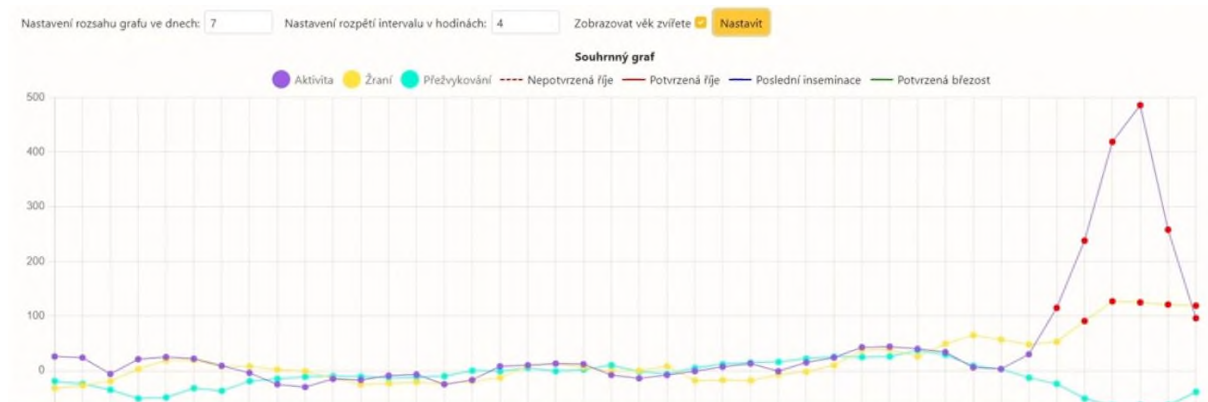 Nastavení rozsahu grafu ve dnech: 7 Nastavení rozpětí intervalu v hodinách: 4 Zobrazovat věk zvířete Nastavit
Souhrnný graf
Aktivita Žraní Přežvykování Nepotvrzená říje Potvrzená říje Poslední inseminace Potvrzená březost
500
400
300
200
100
0